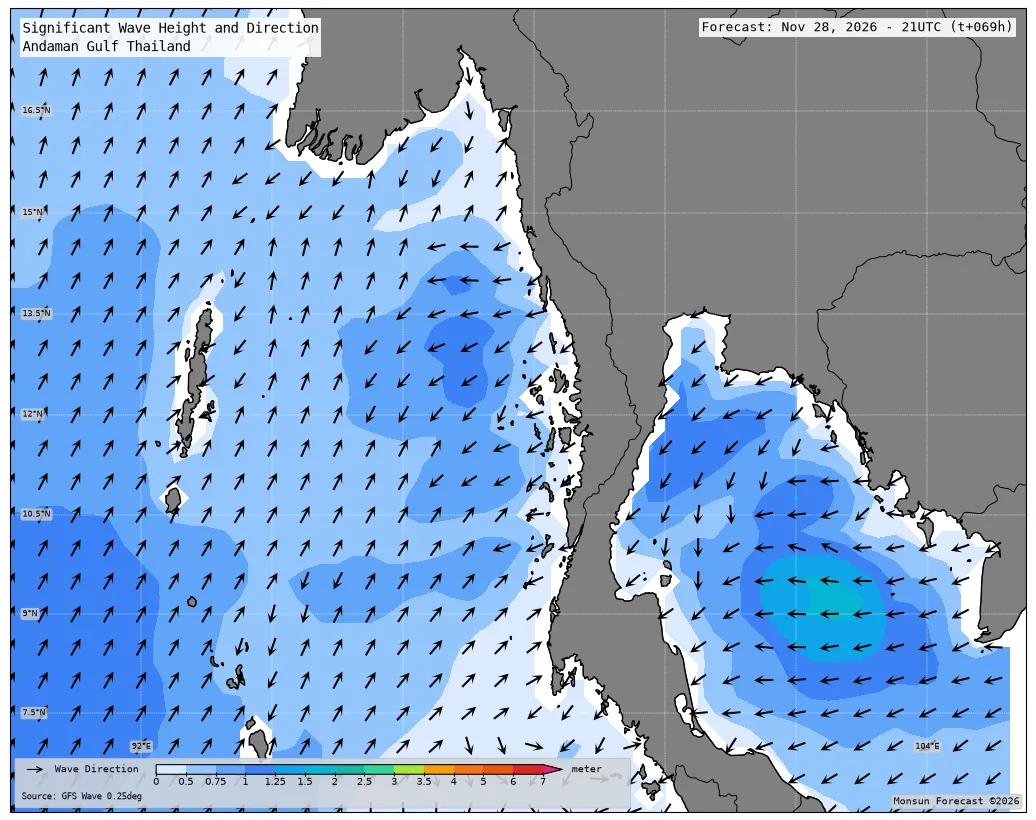 Significant Wave Height and Direction
Andaman Gulf Thailand
Forecast: Nov 28, 2026 - 21UTC (t+069h)
16.5°N
15°N
13.5°N
12°N
10.5°N
9°N
7.5°N
92°E
104°E
Wave Direction
0 0.5 0.75 1 1.25 1.5 2 2.5 3 3.5 4 5 6 7 meter
Source: GFS Wave 0.25deg
Monsun Forecast ©2026